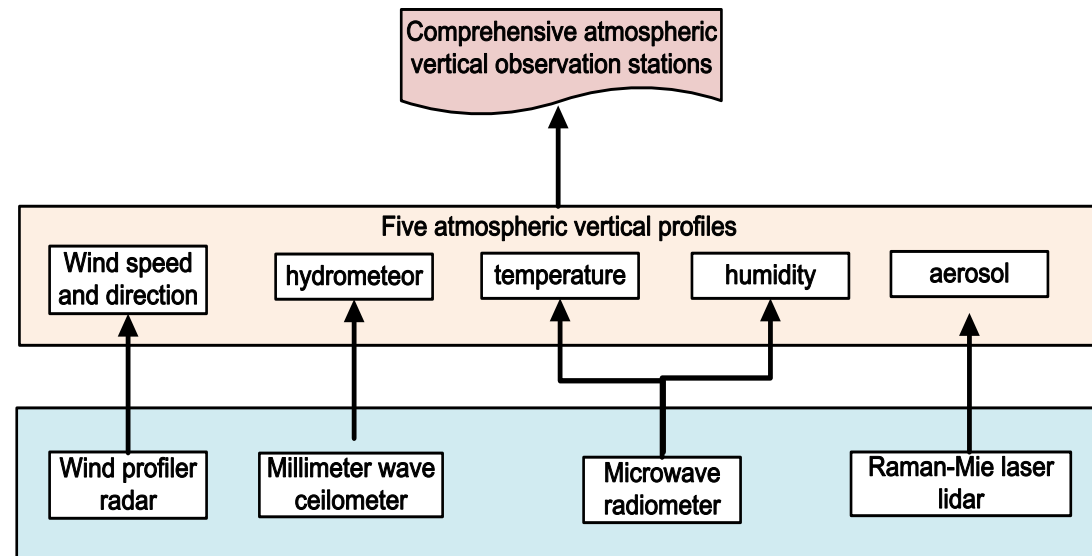 Comprehensive atmospheric
vertical observation stations
Five atmospheric vertical profiles
Wind speed
and direction
hydrometeor
temperature
humidity
aerosol
Wind profiler
radar
Millimeter wave
ceilometer
Microwave
radiometer
Raman-Mie laser
lidar